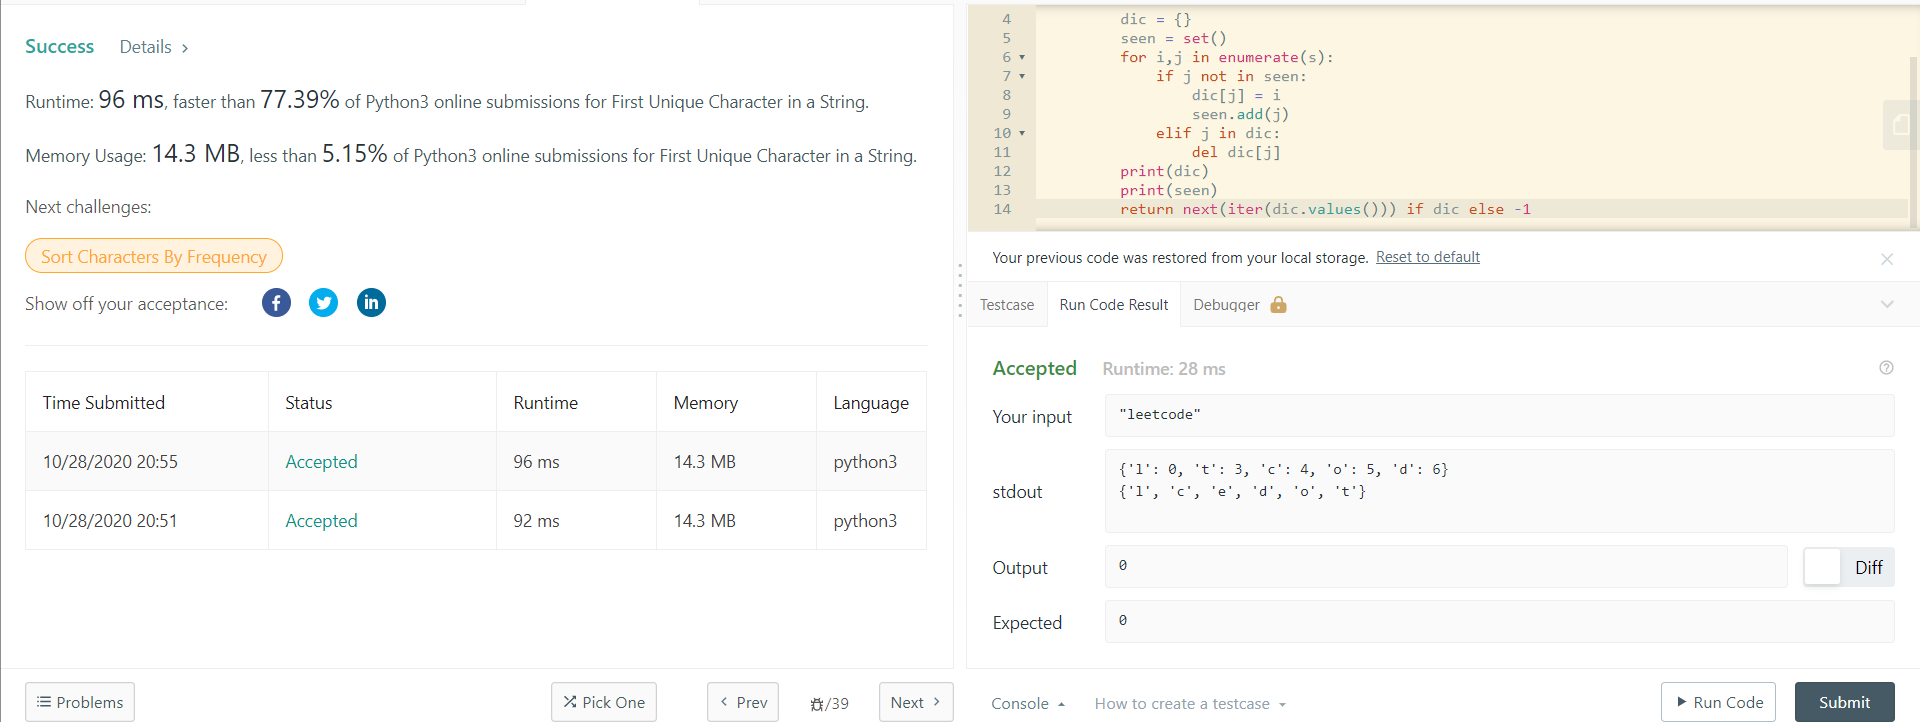 Success Details >
Runtime: 96 ms, faster than 77.39% of Python3 online submissions for First Unique Character in a String.
Memory Usage: 14.3 MB, less than 5.15% of Python3 online submissions for First Unique Character in a String.
Next challenges:
Sort Characters By Frequency
Show off your acceptance:
Time Submitted Status Runtime Memory Language
10/28/2020 20:55 Accepted 96 ms 14.3 MB python3
10/28/2020 20:51 Accepted 92 ms 14.3 MB python3
Problems Pick One < Prev /39 Next >
4 dic = {}
5 seen = set()
6 for i,j in enumerate(s):
7 if j not in seen:
8 dic[j] = i
9 seen.add(j)
10 elif j in dic:
11 del dic[j]
12 print(dic)
13 print(seen)
14 return next(iter(dic.values())) if dic else -1
Your previous code was restored from your local storage. Reset to default
Testcase Run Code Result Debugger
Accepted Runtime: 28 ms
Your input "leetcode"
stdout
{'l': 0, 't': 3, 'c': 4, 'o': 5, 'd': 6}
{'l', 'c', 'e', 'd', 'o', 't'}
Output 0 Diff
Expected 0
Console How to create a testcase Run Code Submit